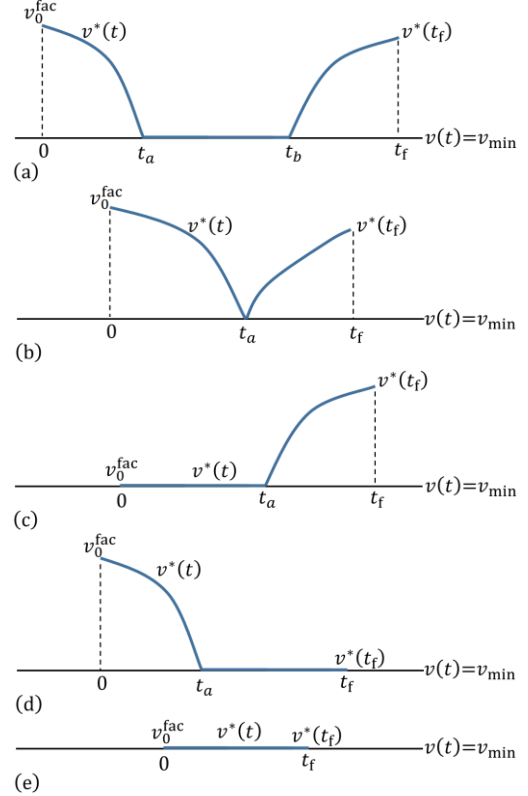 v_0^fac
v*(t)
v*(t_f)
0
t_a
t_b
t_f
v(t)=v_min
(a)
v_0^fac
v*(t)
v*(t_f)
0
t_a
t_f
v(t)=v_min
(b)
v*(t_f)
v_0^fac
v*(t)
0
t_a
t_f
v(t)=v_min
(c)
v_0^fac
v*(t)
v*(t_f)
0
t_a
t_f
v(t)=v_min
(d)
v_0^fac
v*(t)
v*(t_f)
0
t_f
v(t)=v_min
(e)